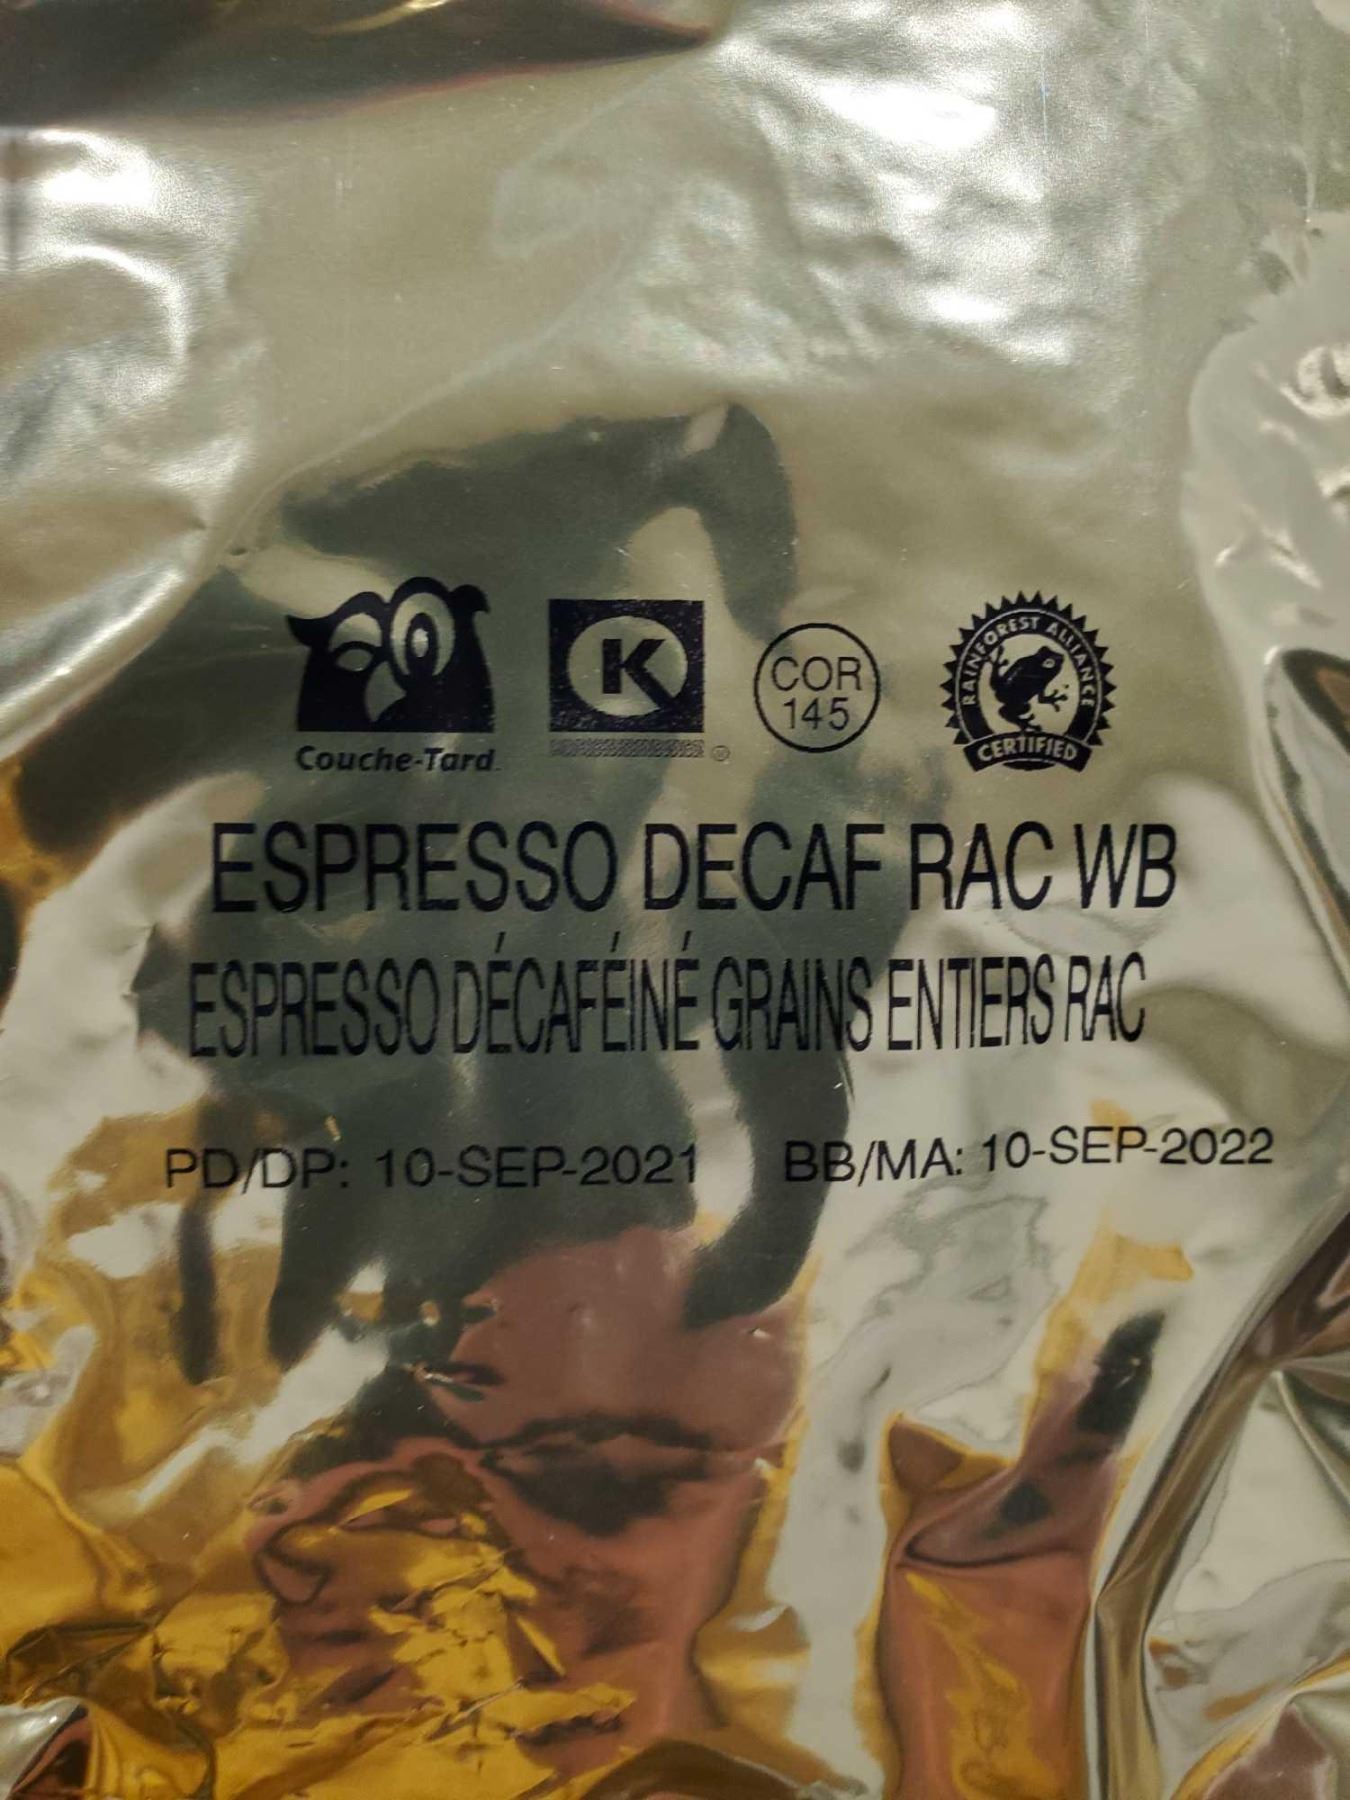 Couche-Tard
K
COR
145
RAINFOREST ALLIANCE
CERTIFIED
ESPRESSO DECAF RAC WB
ESPRESSO DÉCAFÉINÉ GRAINS ENTIERS RAC
PD/DP: 10-SEP-2021 BB/MA: 10-SEP-2022